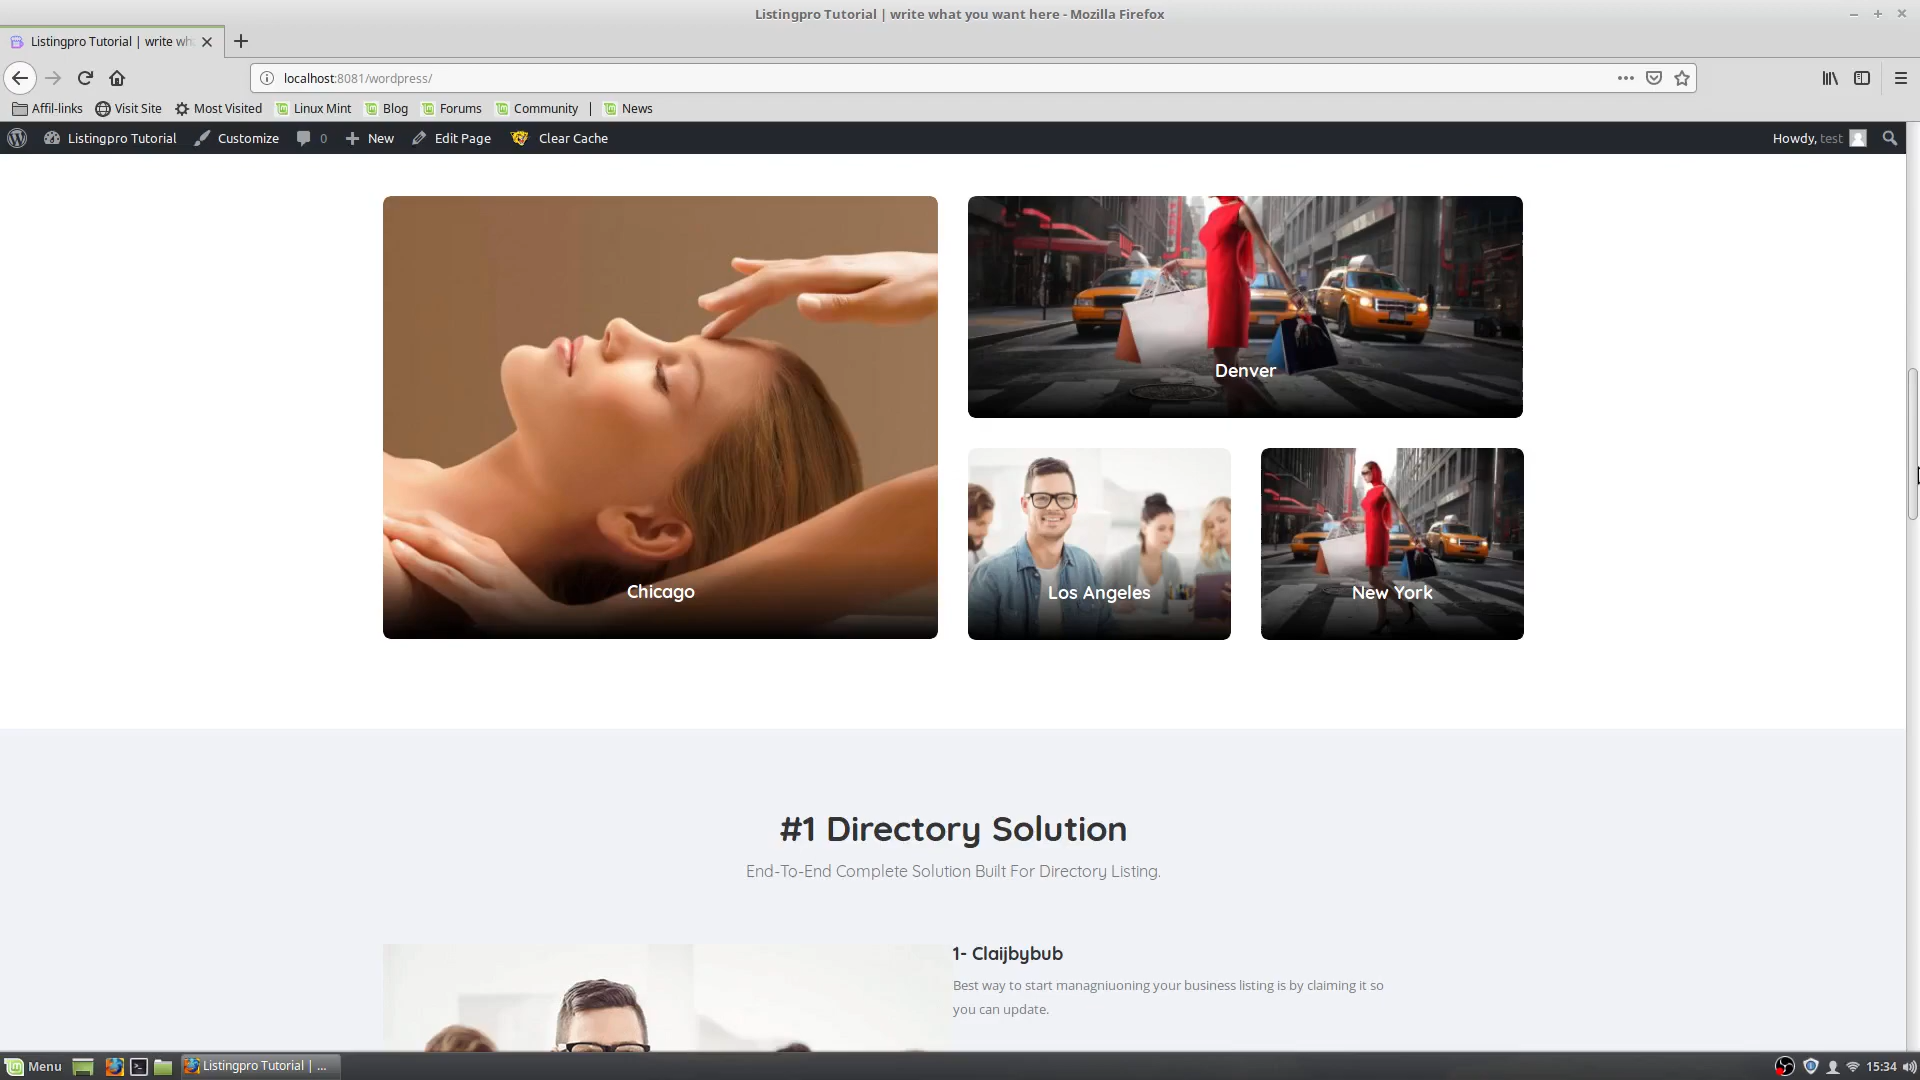 Listingpro Tutorial | write what you want here - Mozilla Firefox
Listingpro Tutorial | write wh
localhost:8081/wordpress/
Affil-links Visit Site Most Visited Linux Mint Blog Forums Community | News
Listingpro Tutorial Customize 0 New Edit Page Clear Cache Howdy, test
Denver
Chicago
Los Angeles
New York
#1 Directory Solution
End-To-End Complete Solution Built For Directory Listing.
1- Claijbybub
Best way to start managniuoning your business listing is by claiming it so
you can update.
Menu Listingpro Tutorial | ... 15:34